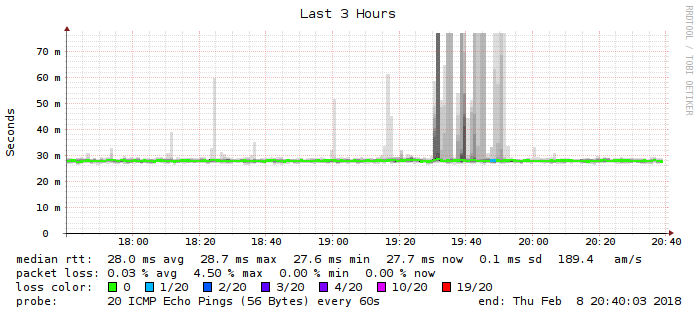 Last 3 Hours
RRDTOOL / TOBI OETIKER
Seconds
70 m
60 m
50 m
40 m
30 m
20 m
10 m
0
18:00 18:20 18:40 19:00 19:20 19:40 20:00 20:20 20:40
median rtt: 28.0 ms avg 28.7 ms max 27.6 ms min 27.7 ms now 0.1 ms sd 189.4 am/s
packet loss: 0.03 % avg 4.50 % max 0.00 % min 0.00 % now
loss color: 0 1/20 2/20 3/20 4/20 10/20 19/20
probe: 20 ICMP Echo Pings (56 Bytes) every 60s end: Thu Feb 8 20:40:03 2018